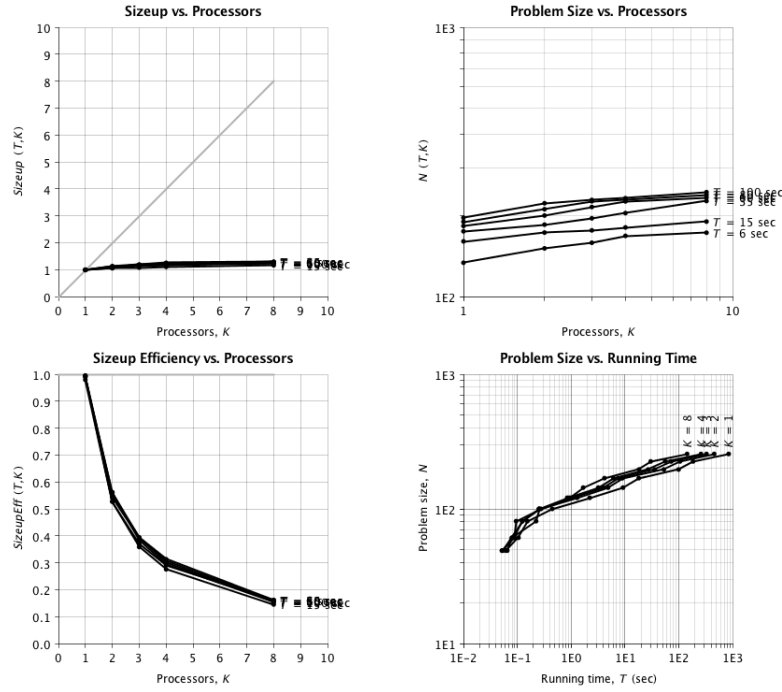 Sizeup vs. Processors
10
9
8
7
6
5
4
3
2
1
0
Sizeup (T,K)
0 1 2 3 4 5 6 7 8 9 10
Processors, K
Problem Size vs. Processors
1E3
1E2
N (T,K)
T = 100 sec
T = 15 sec
T = 6 sec
1 10
Processors, K
Sizeup Efficiency vs. Processors
1.0
0.9
0.8
0.7
0.6
0.5
0.4
0.3
0.2
0.1
0.0
SizeupEff (T,K)
0 1 2 3 4 5 6 7 8 9 10
Processors, K
Problem Size vs. Running Time
1E3
1E2
1E1
Problem size, N
K = 8
K = 4
K = 3
K = 2
K = 1
1E-2 1E-1 1E0 1E1 1E2 1E3
Running time, T (sec)